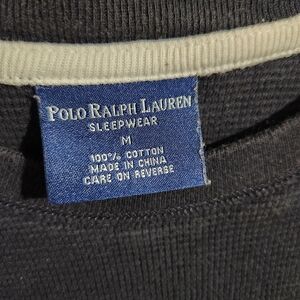 POLO RALPH LAUREN
SLEEPWEAR
M
100% COTTON
MADE IN CHINA
CARE ON REVERSE